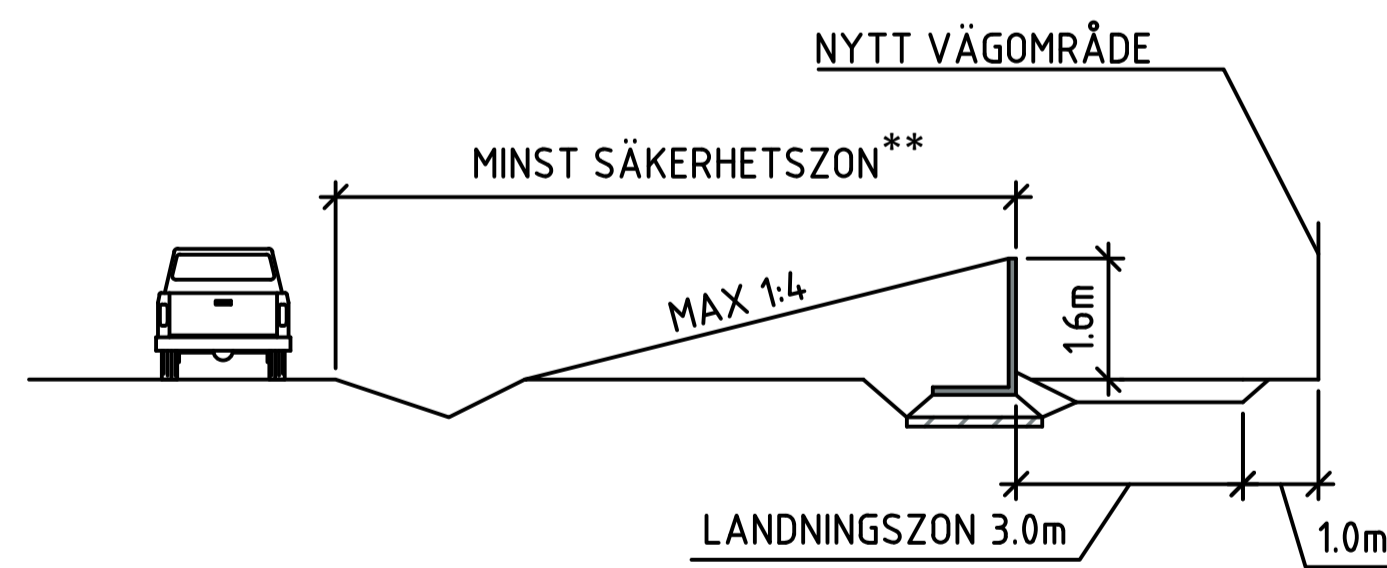 NYTT VÄGOMRÅDE
MINST SÄKERHETSZON**
MAX 1:4
1.6m
LANDNINGSZON 3.0m
1.0m